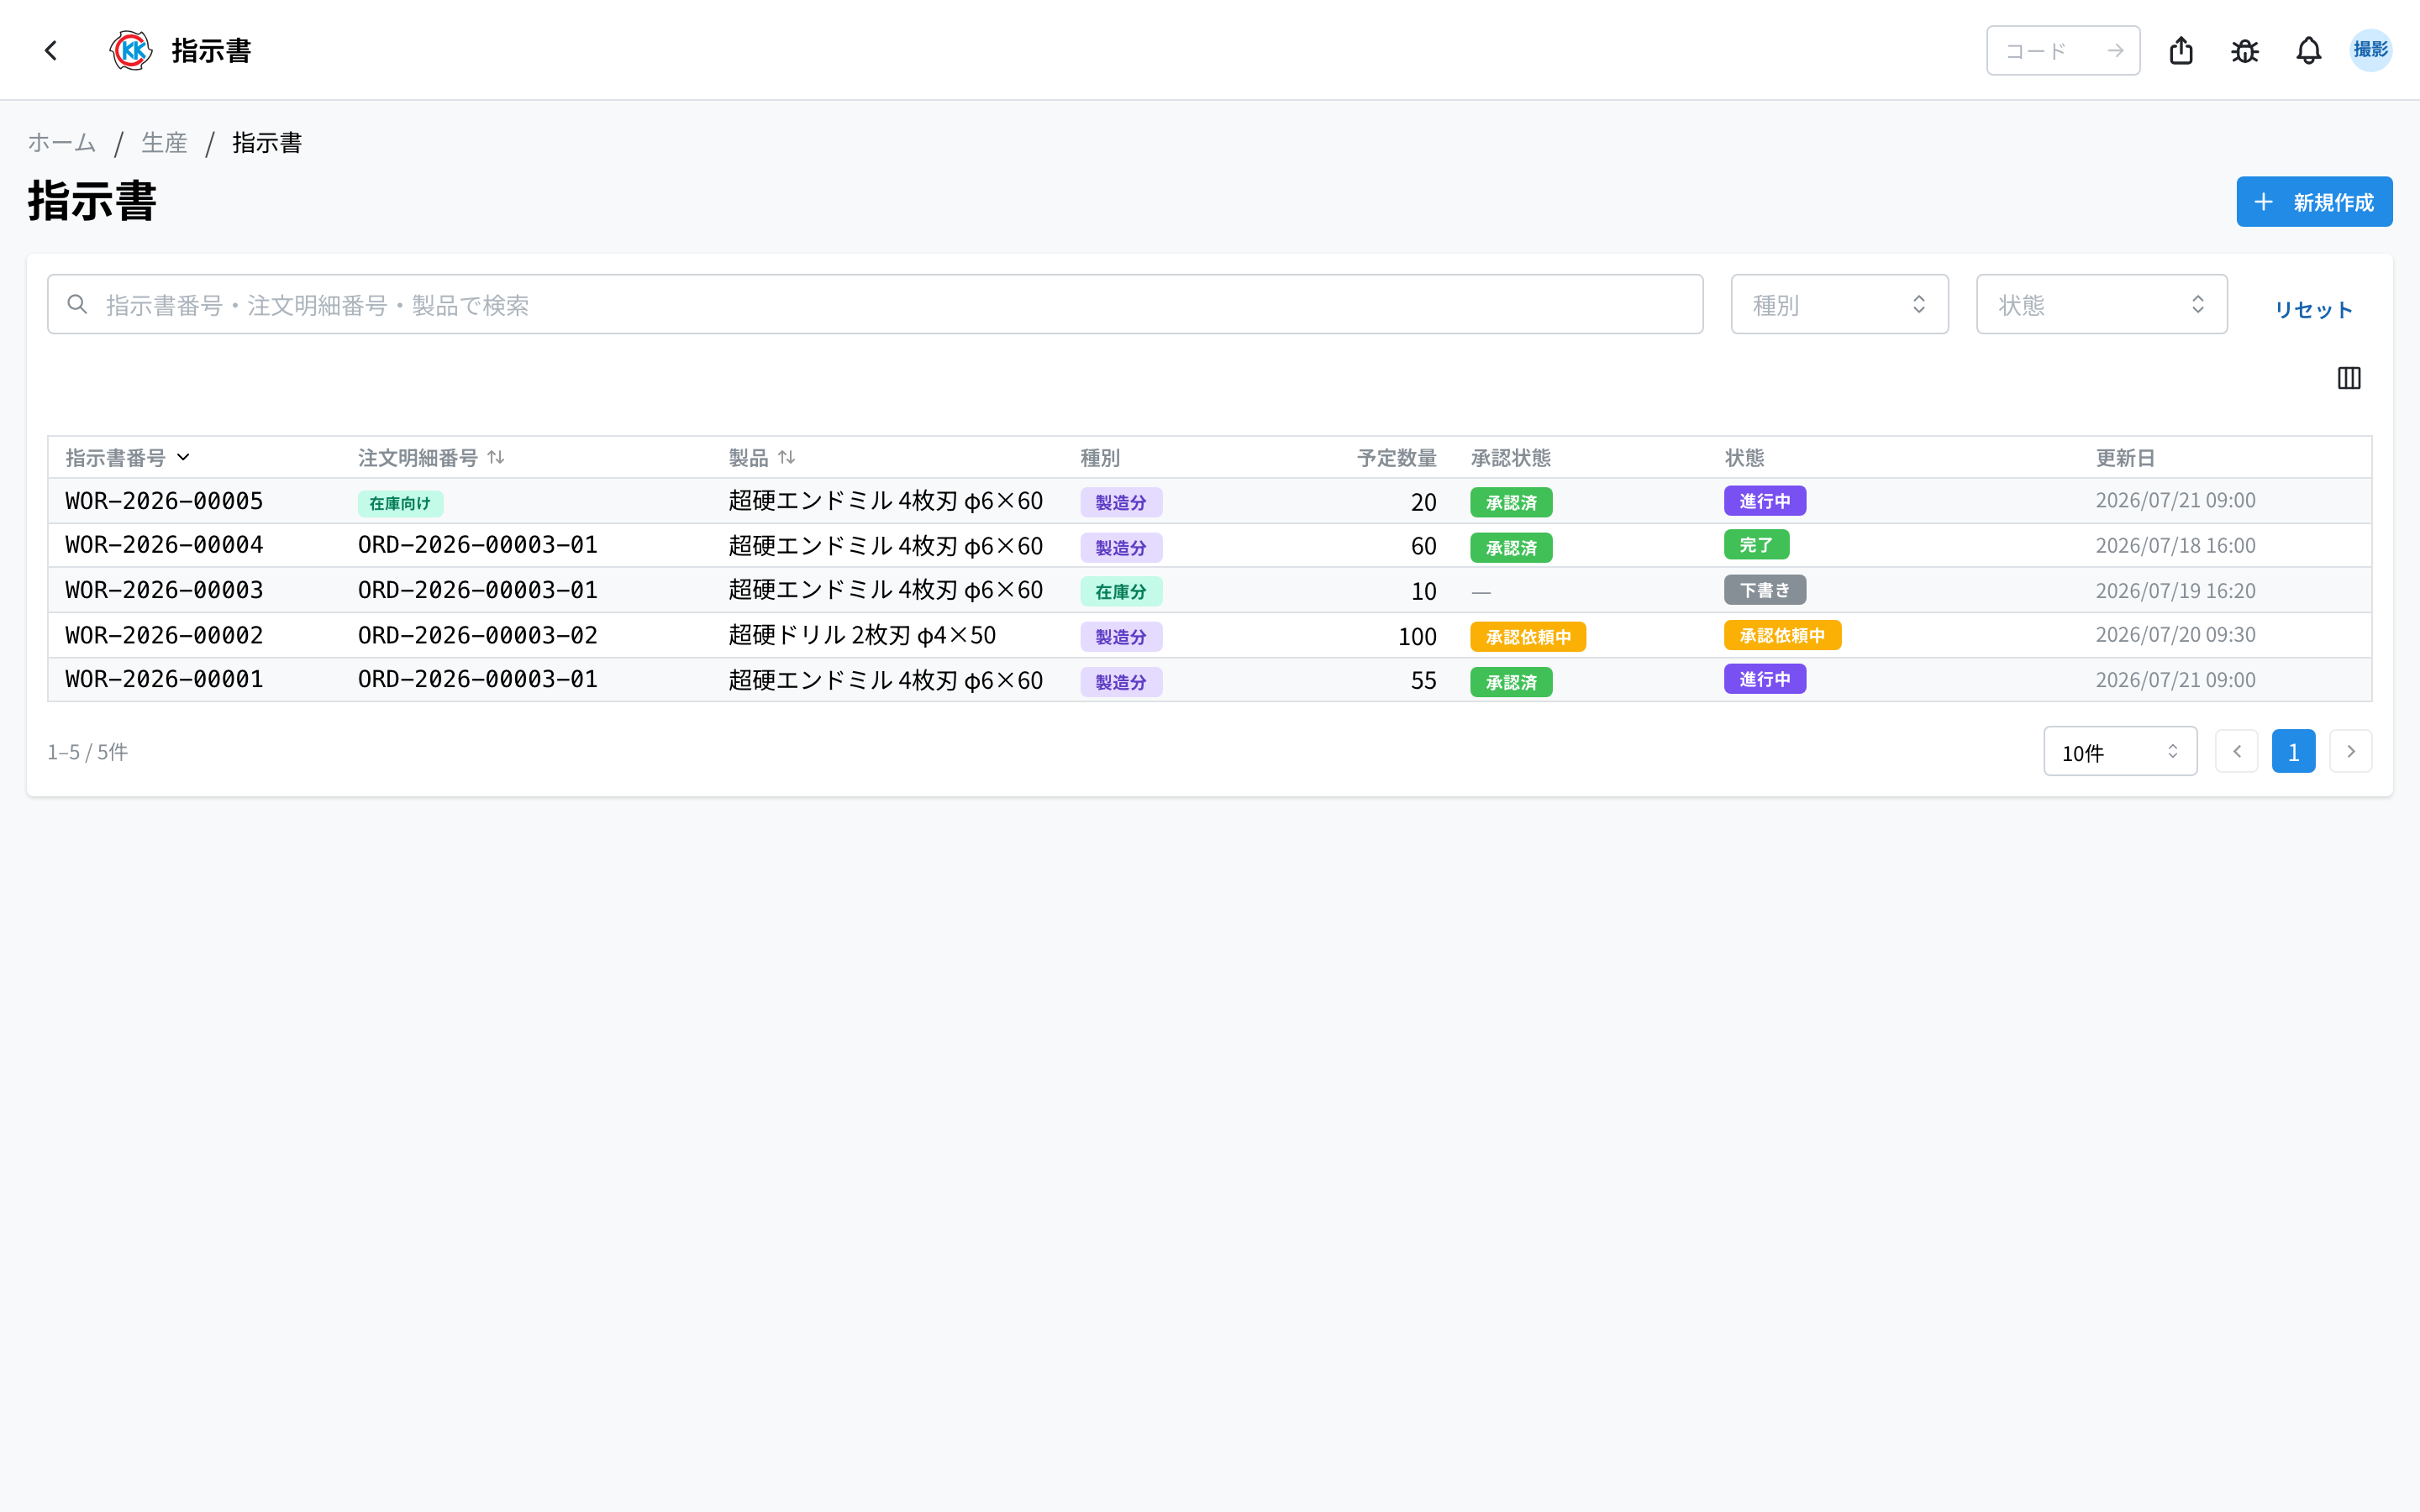 KK 指示書 コード 撮影
ホーム / 生産 / 指示書
指示書
新規作成
指示書番号・注文明細番号・製品で検索 種別 状態 リセット
指示書番号 注文明細番号 製品 種別 予定数量 承認状態 状態 更新日
WOR-2026-00005 在庫向け 超硬エンドミル 4枚刃 φ6×60 製造分 20 承認済 進行中 2026/07/21 09:00
WOR-2026-00004 ORD-2026-00003-01 超硬エンドミル 4枚刃 φ6×60 製造分 60 承認済 完了 2026/07/18 16:00
WOR-2026-00003 ORD-2026-00003-01 超硬エンドミル 4枚刃 φ6×60 在庫分 10 — 下書き 2026/07/19 16:20
WOR-2026-00002 ORD-2026-00003-02 超硬ドリル 2枚刃 φ4×50 製造分 100 承認依頼中 承認依頼中 2026/07/20 09:30
WOR-2026-00001 ORD-2026-00003-01 超硬エンドミル 4枚刃 φ6×60 製造分 55 承認済 進行中 2026/07/21 09:00
1–5 / 5件 10件 1